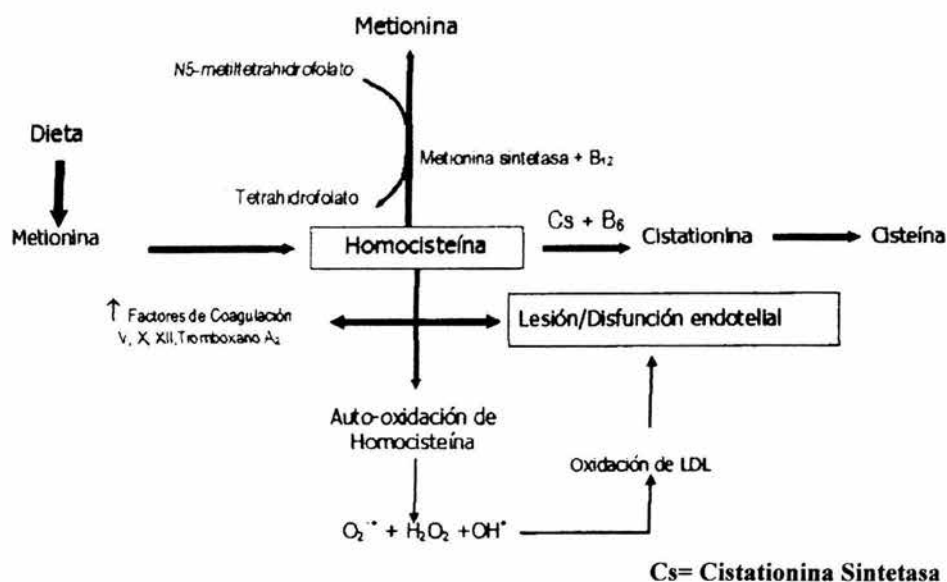 Metionina
N5-metiltetrahidrofolato
Dieta
Metionina sintetasa + B₁₂
Tetrahidrofolato
Cs + B₆
Metionina
Homocisteína
Cistationina
Cisteína
↑ Factores de Coagulación
V, X, XII, Tromboxano A₂
Lesión/Disfunción endotelial
Auto-oxidación de
Homocisteína
Oxidación de LDL
O₂⁻• + H₂O₂ +OH•
Cs= Cistationina Sintetasa